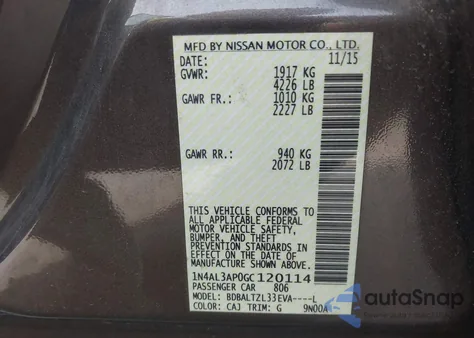 MFD BY NISSAN MOTOR CO., LTD.
DATE: 11/15
GVWR: 1917 KG
4226 LB
GAWR FR.: 1010 KG
2227 LB
GAWR RR.: 940 KG
2072 LB
THIS VEHICLE CONFORMS TO
ALL APPLICABLE FEDERAL
MOTOR VEHICLE SAFETY,
BUMPER, AND THEFT
PREVENTION STANDARDS IN
EFFECT ON THE DATE OF
MANUFACTURE SHOWN ABOVE.
1N4AL3AP0GC120114
PASSENGER CAR 806
MODEL: BDBALTZL33EVA----L
COLOR: CAJ TRIM: G 9N00A
autaSnap